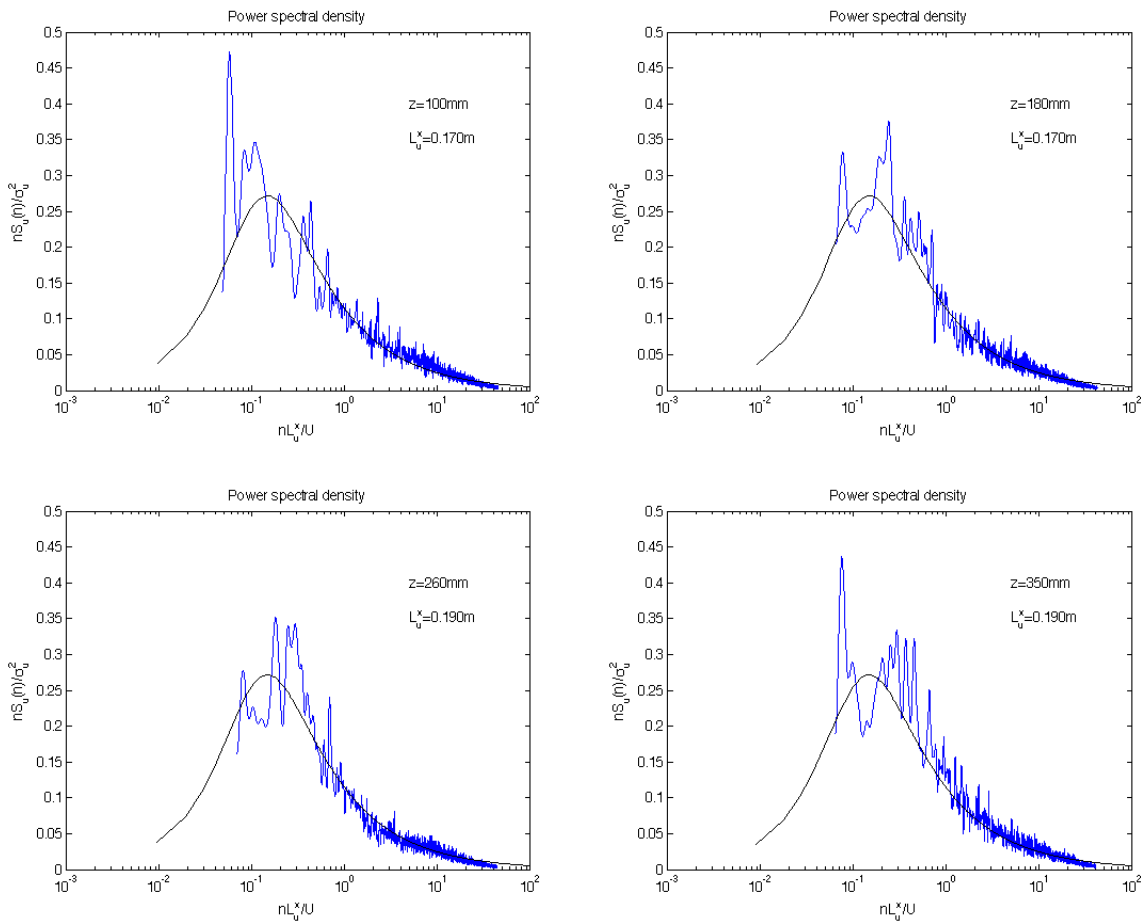 Power spectral density
0.5
0.45
0.4
0.35
0.3
0.25
0.2
0.15
0.1
0.05
0
nS_u(n)/σ_u^2
z=100mm
L_u^x=0.170m
10^-3 10^-2 10^-1 10^0 10^1 10^2
nL_u^x/U
Power spectral density
0.5
0.45
0.4
0.35
0.3
0.25
0.2
0.15
0.1
0.05
0
nS_u(n)/σ_u^2
z=180mm
L_u^x=0.170m
10^-3 10^-2 10^-1 10^0 10^1 10^2
nL_u^x/U
Power spectral density
0.5
0.45
0.4
0.35
0.3
0.25
0.2
0.15
0.1
0.05
0
nS_u(n)/σ_u^2
z=260mm
L_u^x=0.190m
10^-3 10^-2 10^-1 10^0 10^1 10^2
nL_u^x/U
Power spectral density
0.5
0.45
0.4
0.35
0.3
0.25
0.2
0.15
0.1
0.05
0
nS_u(n)/σ_u^2
z=350mm
L_u^x=0.190m
10^-3 10^-2 10^-1 10^0 10^1 10^2
nL_u^x/U